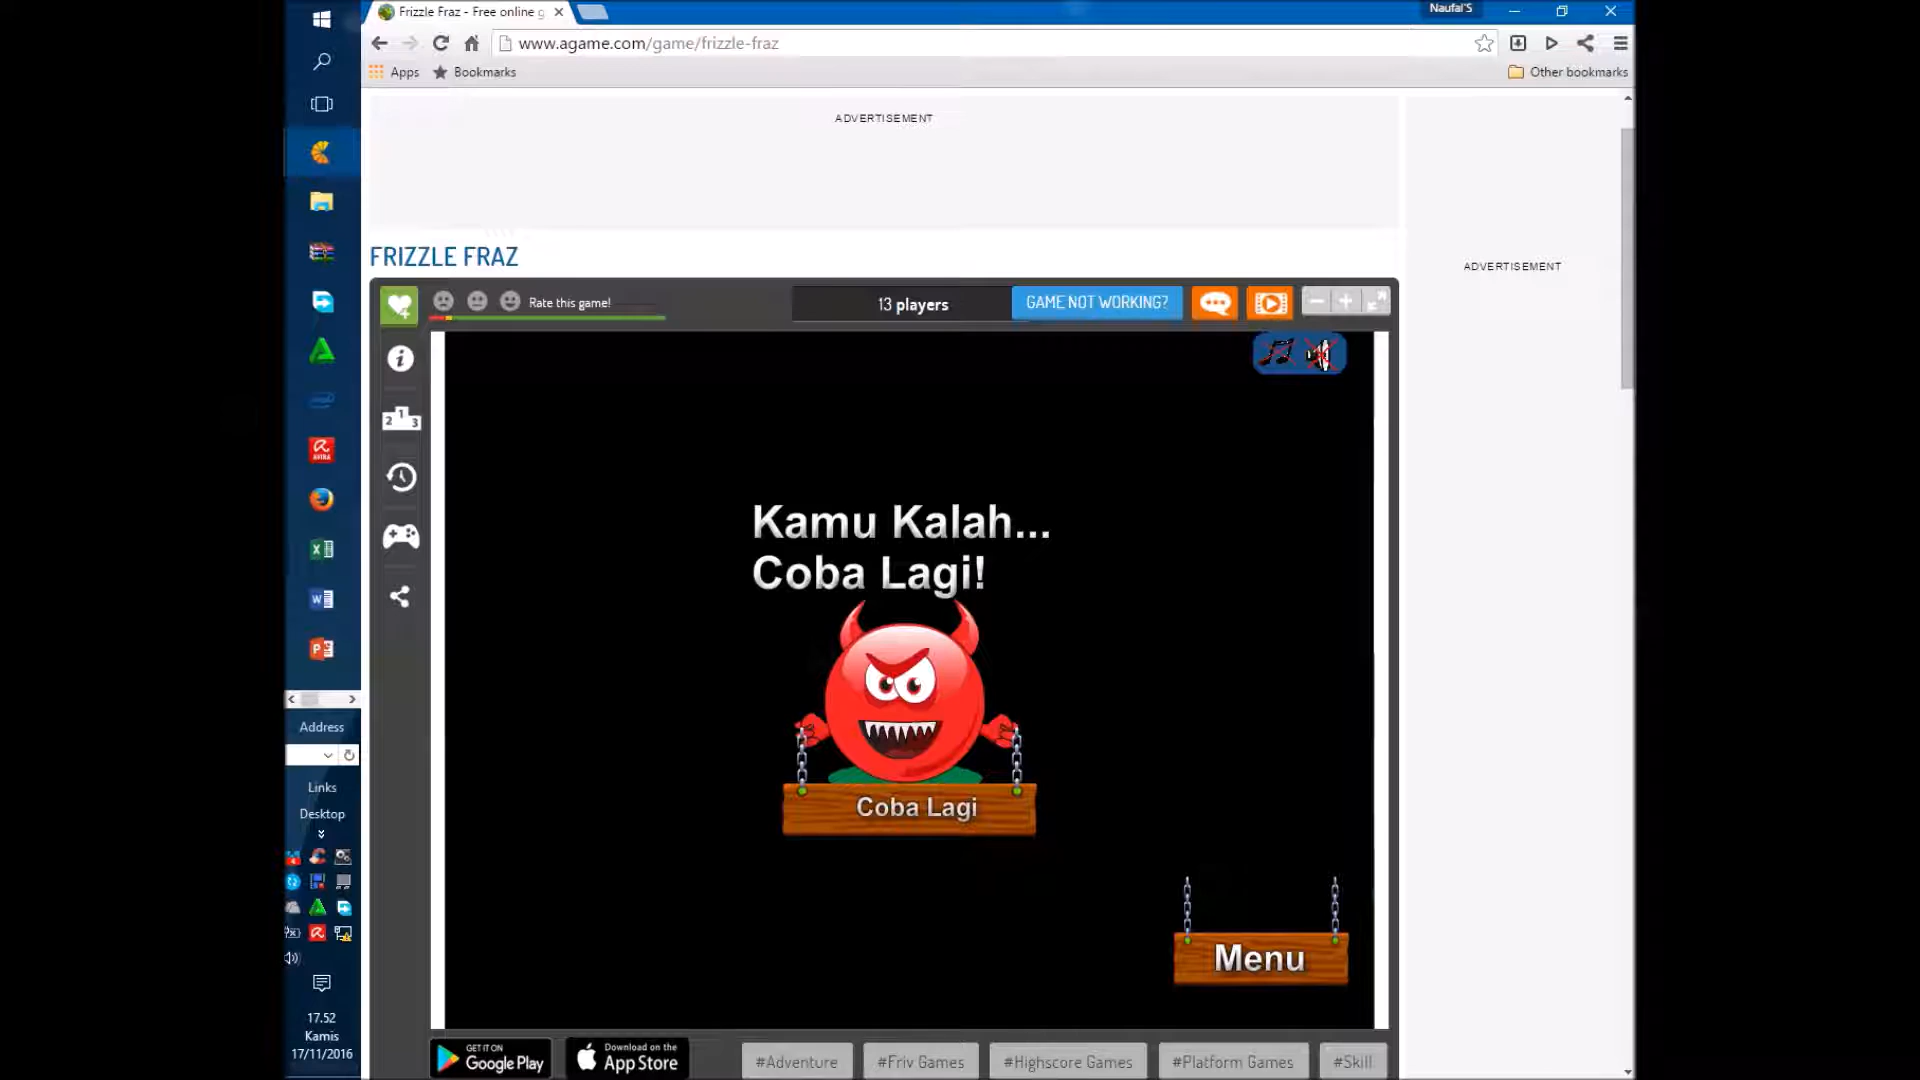 Frizzle Fraz - Free online g
Naufal'S
www.agame.com/game/frizzle-fraz
Apps
Bookmarks
Other bookmarks
ADVERTISEMENT
FRIZZLE FRAZ
ADVERTISEMENT
Rate this game!
13 players
GAME NOT WORKING?
2 1 3
Kamu Kalah...
Coba Lagi!
Coba Lagi
Menu
Address
Links
Desktop
17.52
Kamis
17/11/2016
GET IT ON
Google Play
Download on the
App Store
#Adventure
#Friv Games
#Highscore Games
#Platform Games
#Skill